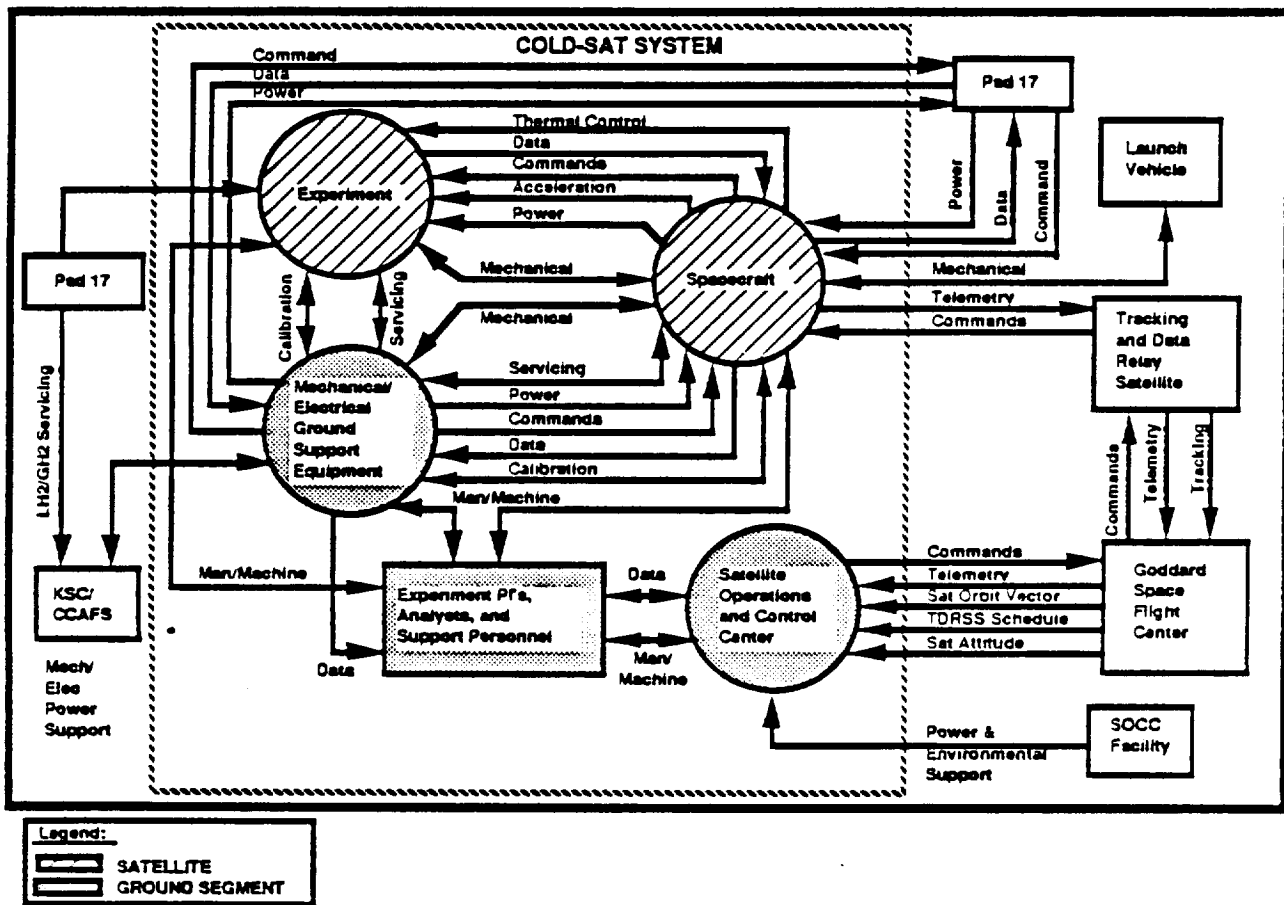 COLD-SAT SYSTEM
Command
Data
Power
Pad 17
Launch
Vehicle
Thermal Control
Data
Commands
Acceleration
Power
Experiment
Power
Data
Command
Pad 17
Mechanical
Spacecraft
Mechanical
Calibration
Servicing
Mechanical
Telemetry
Commands
Tracking
and Data
Relay
Satellite
Servicing
Power
Commands
Data
Calibration
Man/Machine
Mechanical/
Electrical
Ground
Support
Equipment
LH2/GH2 Servicing
Commands
Telemetry
Tracking
KSC/
CCAFS
Man/Machine
Experiment PI's,
Analysts, and
Support Personnel
Data
Satellite
Operations
and Control
Center
Commands
Telemetry
Sat Orbit Vector
TDRSS Schedule
Sat Attitude
Goddard
Space
Flight
Center
Data
Man/
Machine
Mech/
Elec
Power
Support
Power &
Environmental
Support
SOCC
Facility
Legend:
SATELLITE
GROUND SEGMENT